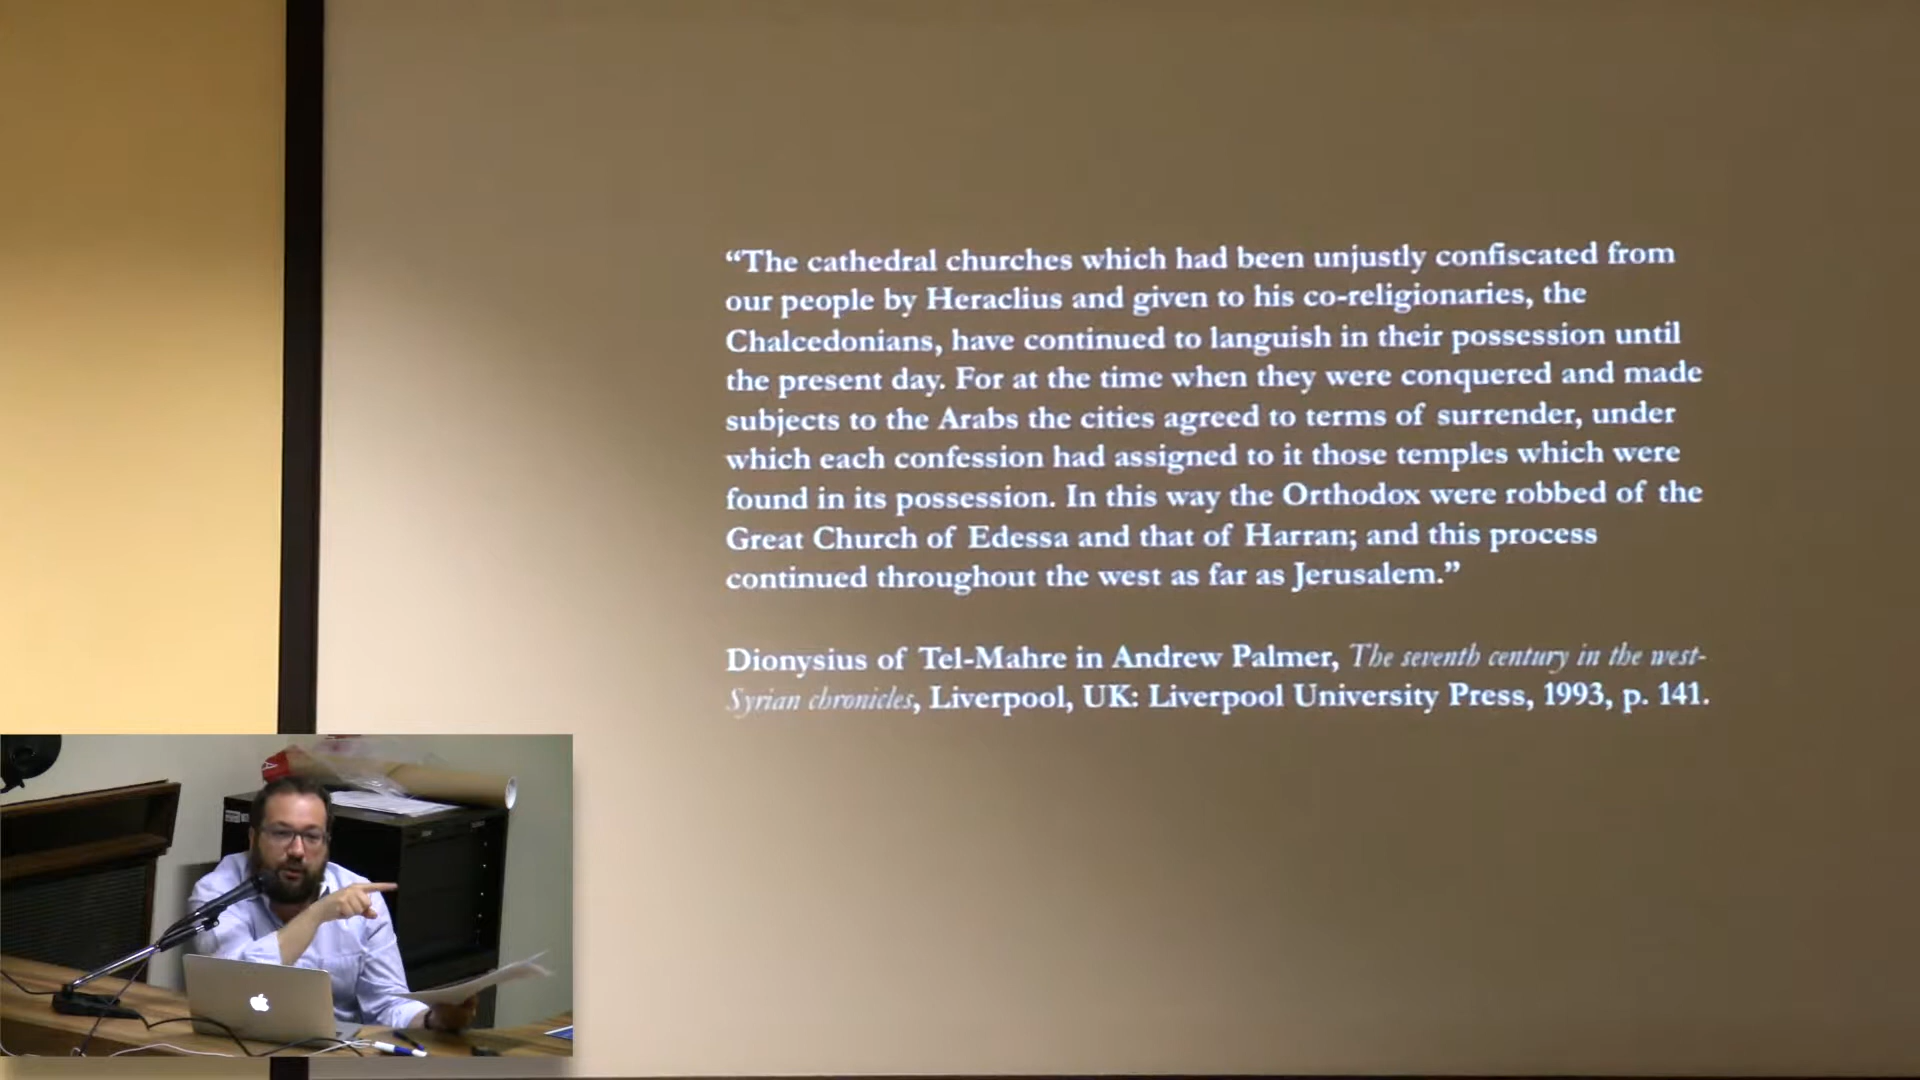 “The cathedral churches which had been unjustly confiscated from
our people by Heraclius and given to his co-religionaries, the
Chalcedonians, have continued to languish in their possession until
the present day. For at the time when they were conquered and made
subjects to the Arabs the cities agreed to terms of surrender, under
which each confession had assigned to it those temples which were
found in its possession. In this way the Orthodox were robbed of the
Great Church of Edessa and that of Harran; and this process
continued throughout the west as far as Jerusalem.”
Dionysius of Tel-Mahre in Andrew Palmer, The seventh century in the west-
Syrian chronicles, Liverpool, UK: Liverpool University Press, 1993, p. 141.